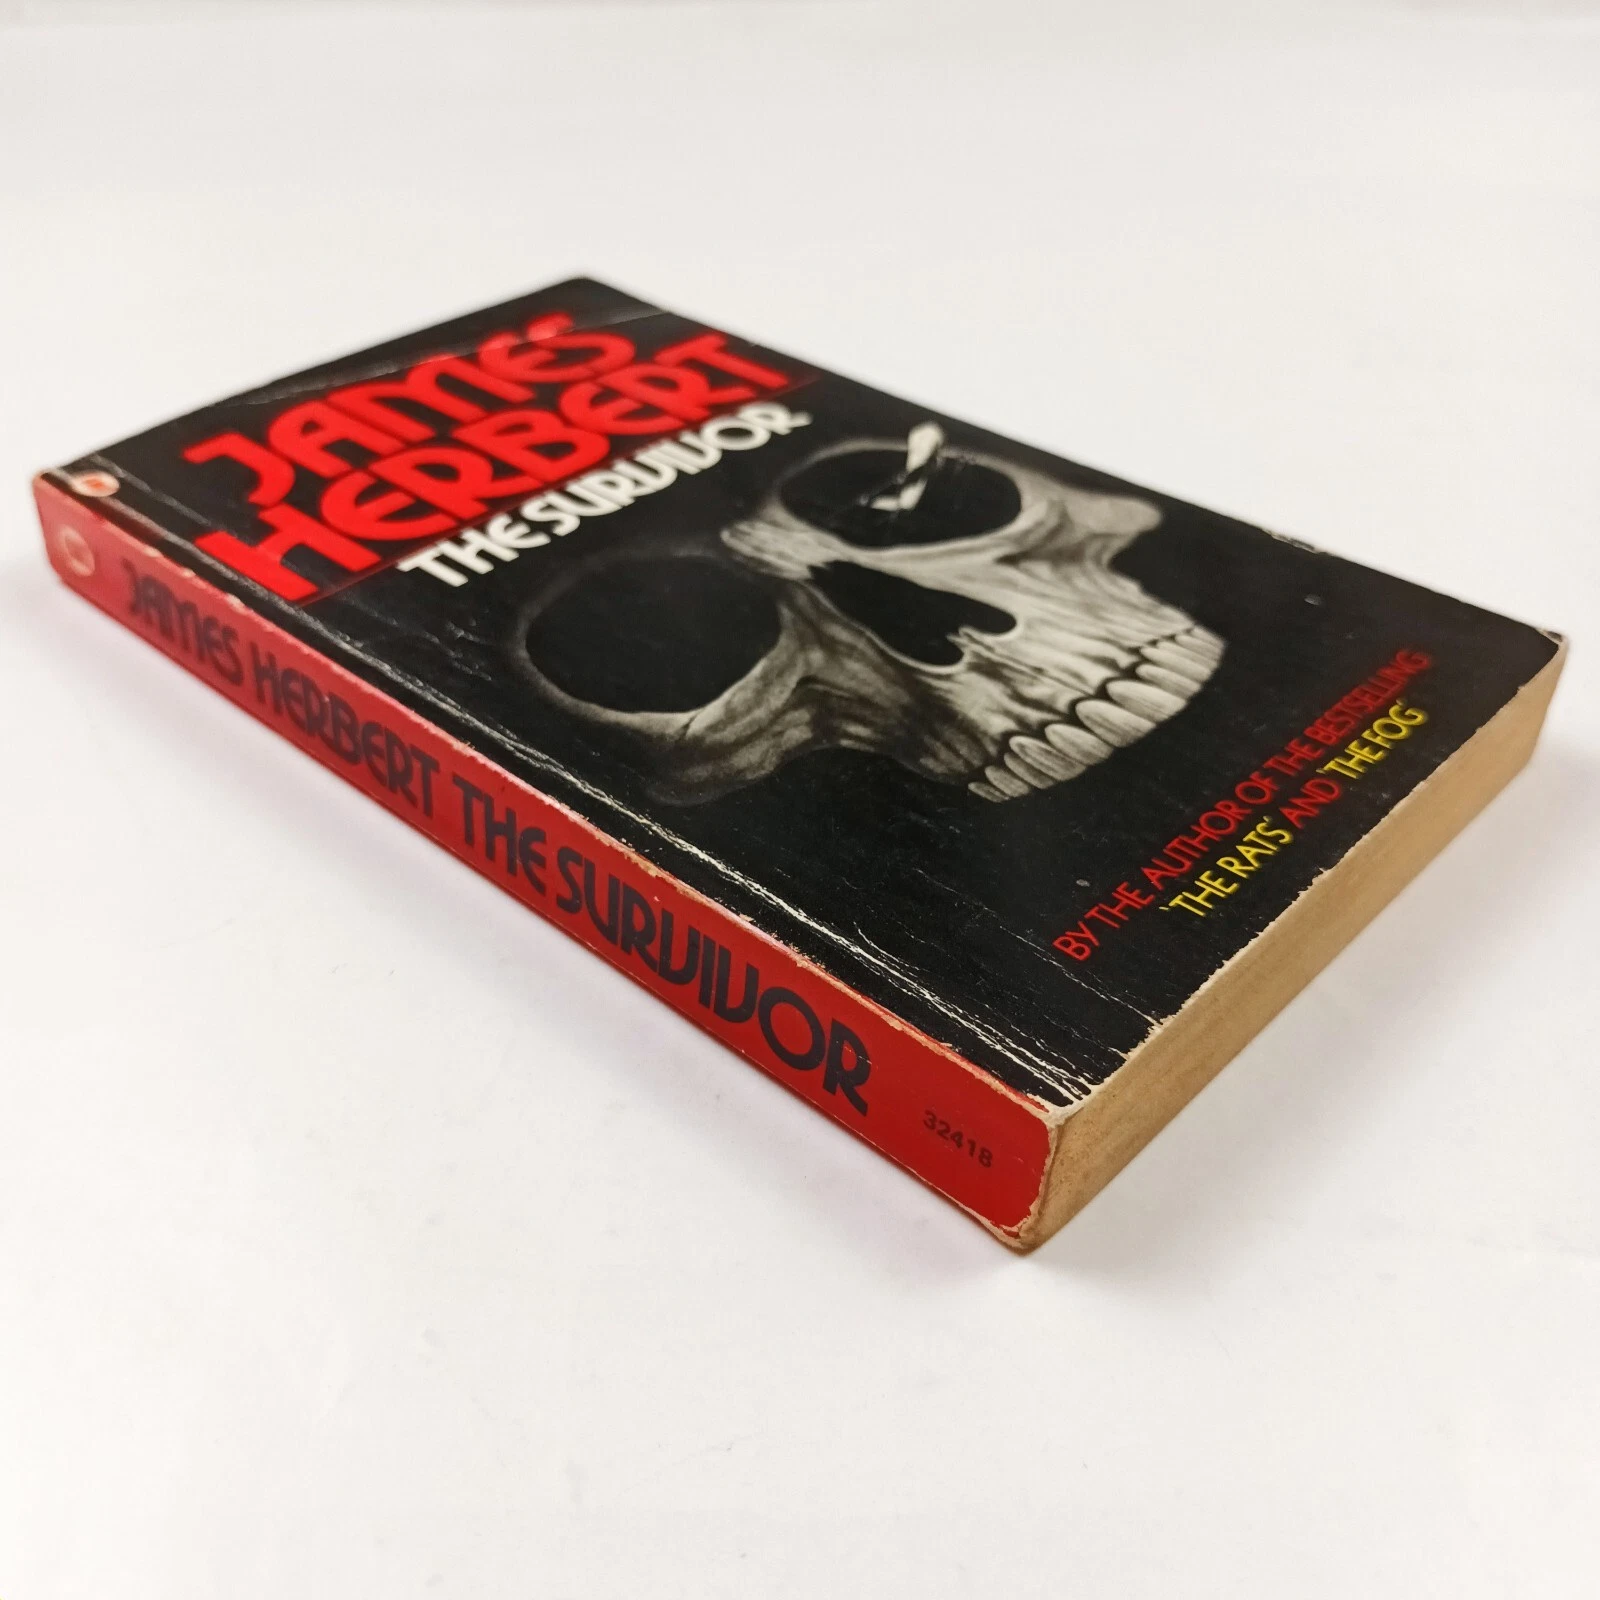 JAMES
HERBERT
THE SURVIVOR
BY THE AUTHOR OF THE BESTSELLING
'THE RATS' AND 'THE FOG'
JAMES HERBERT THE SURVIVOR
32418